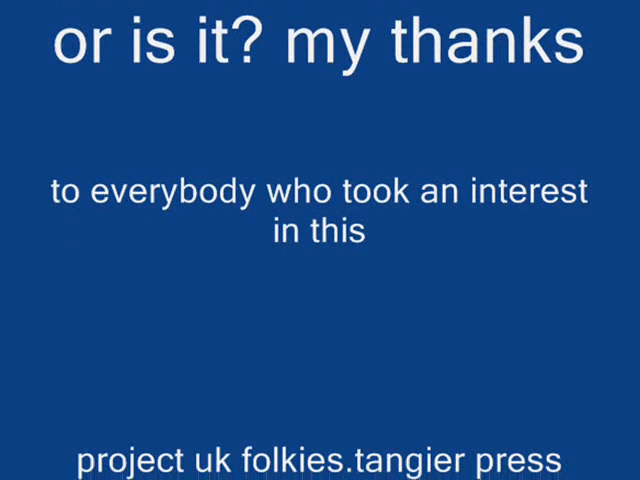 or is it? my thanks
to everybody who took an interest
in this
project uk folkies.tangier press